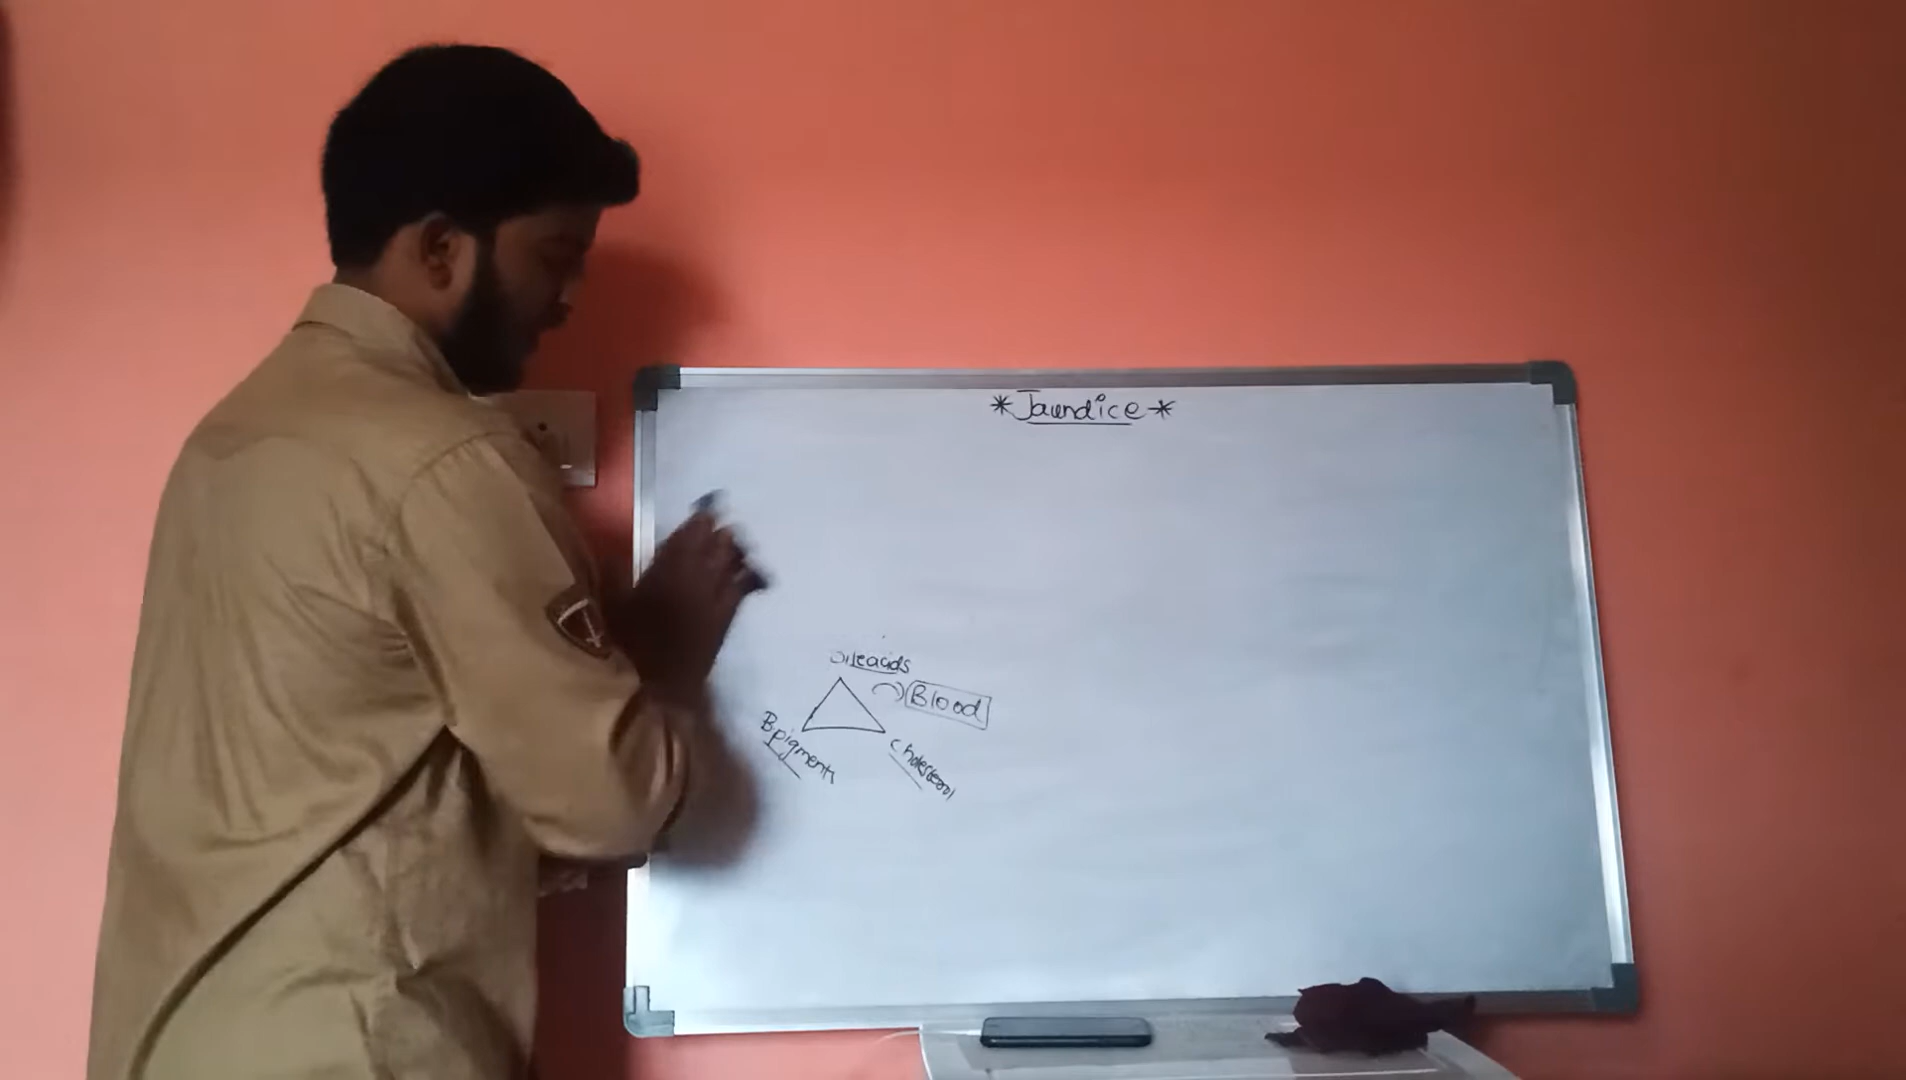 *Jaundice*
Bileacids
Blood
Bpigments
cholesterol